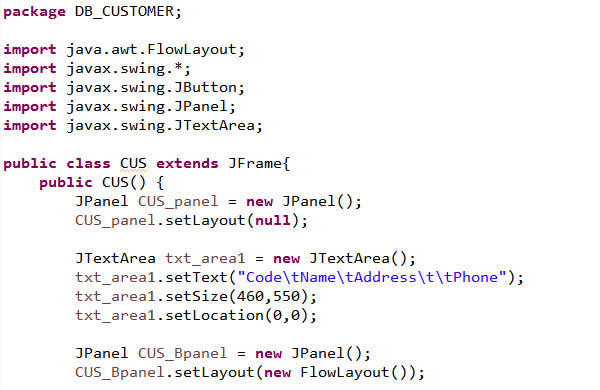 package DB_CUSTOMER;
import java.awt.FlowLayout;
import javax.swing.*;
import javax.swing.JButton;
import javax.swing.JPanel;
import javax.swing.JTextArea;
public class CUS extends JFrame{
public CUS() {
JPanel CUS_panel = new JPanel();
CUS_panel.setLayout(null);
JTextArea txt_area1 = new JTextArea();
txt_area1.setText("Code\tName\tAddress\t\tPhone");
txt_area1.setSize(460,550);
txt_area1.setLocation(0,0);
JPanel CUS_Bpanel = new JPanel();
CUS_Bpanel.setLayout(new FlowLayout());